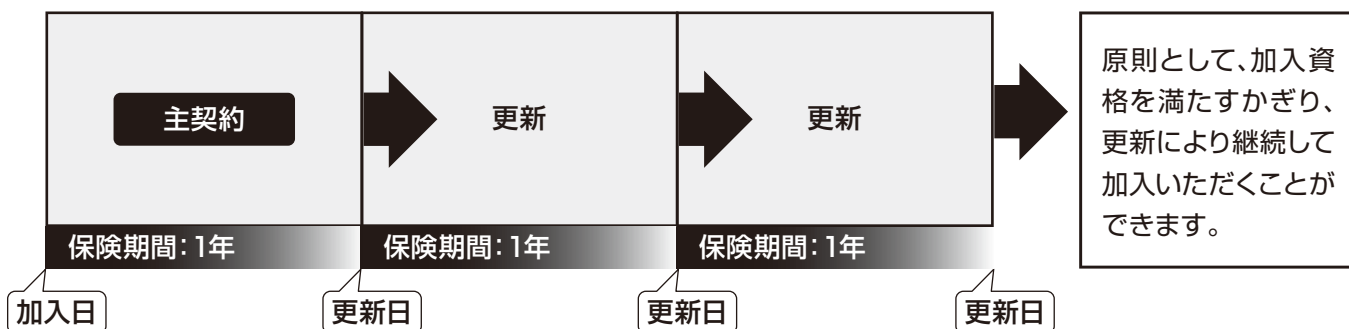 主契約
更新
更新
保険期間：1年
保険期間：1年
保険期間：1年
加入日
更新日
更新日
更新日
原則として、加入資
格を満たすかぎり、
更新により継続して
加入いただくことが
できます。